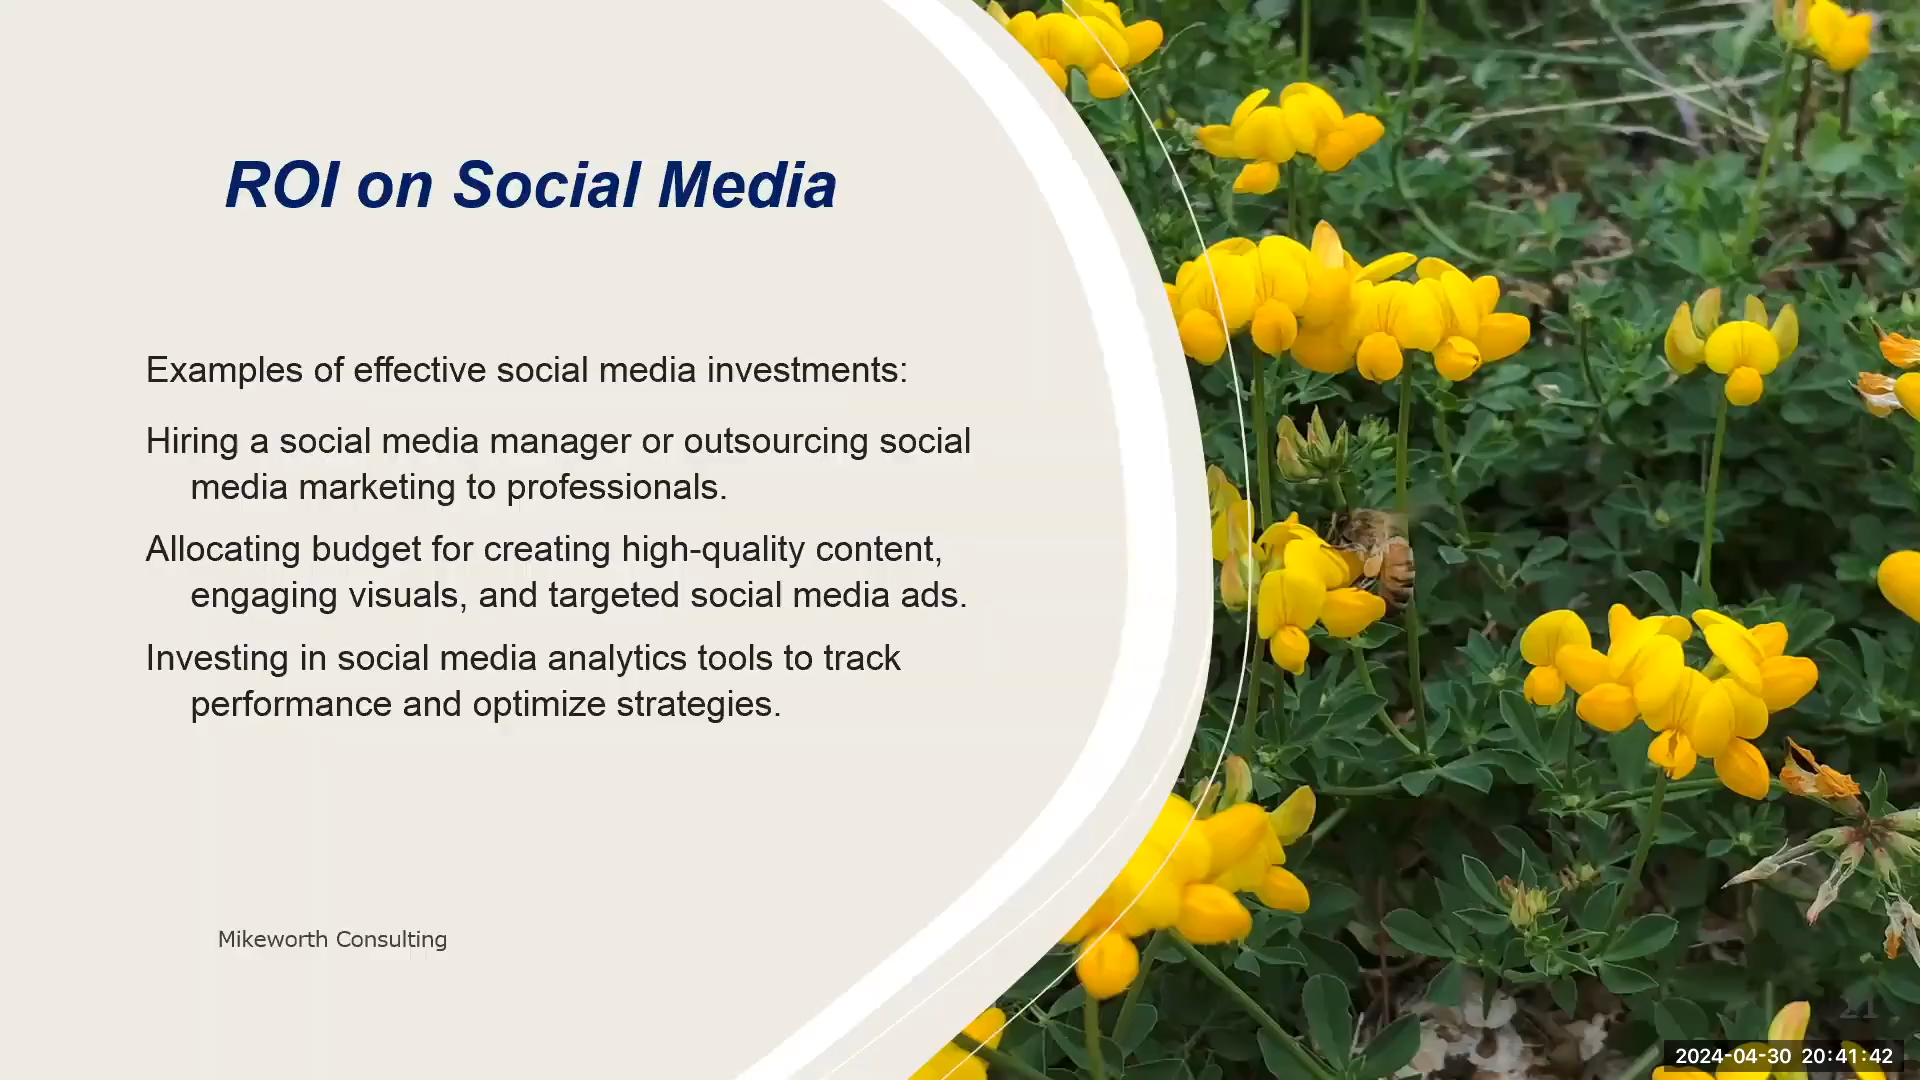 ROI on Social Media
Examples of effective social media investments:
Hiring a social media manager or outsourcing social
media marketing to professionals.
Allocating budget for creating high-quality content,
engaging visuals, and targeted social media ads.
Investing in social media analytics tools to track
performance and optimize strategies.
Mikeworth Consulting
21
2024-04-30 20:41:42